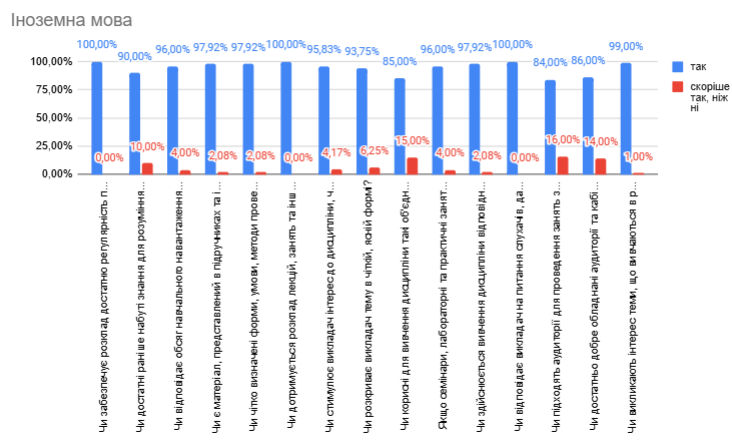 Іноземна мова
100,00%
90,00%
96,00%
97,92%
97,92%
100,00%
95,83%
93,75%
85,00%
96,00%
97,92%
100,00%
84,00%
86,00%
99,00%
100,00%
75,00%
50,00%
25,00%
0,00%
0,00%
10,00%
4,00%
2,08%
2,08%
0,00%
4,17%
6,25%
15,00%
4,00%
2,08%
0,00%
16,00%
14,00%
1,00%
так
скоріше
так, ніж
ні
Чи забезпечує розклад достатню регулярність п...
Чи достатні раніше набуті знання для розуміння...
Чи відповідає обсяг навчального навантаження...
Чи є матеріал, представлений в підручниках та і...
Чи чітко визначені форми, умови, методи прове...
Чи дотримується розклад лекцій, занять та інш ...
Чи стимулює викладач інтерес до дисципліни, ч...
Чи розкриває викладач тему в чіткій, ясній формі?
Чи корисні для вивчення дисципліни такі об'єдн...
Якщо семінари, лабораторні та практичні занят...
Чи здійснюється вивчення дисципліни відповідн...
Чи відповідає викладач на питання слухачів, да...
Чи підходять аудиторії для проведення занять з...
Чи достатньо добре обладнані аудиторії та кабі...
Чи викликають інтерес теми, що вивчаються в р...